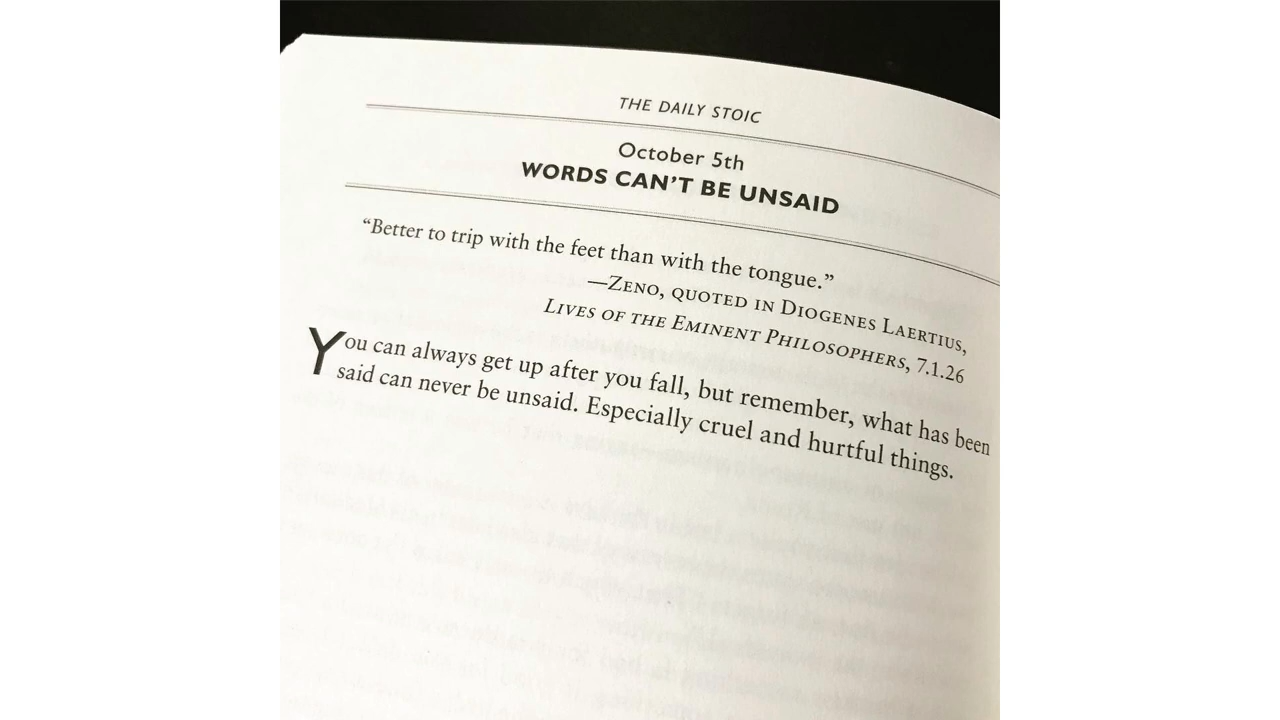 THE DAILY STOIC
October 5th
WORDS CAN'T BE UNSAID
“Better to trip with the feet than with the tongue.”
—ZENO, QUOTED IN DIOGENES LAERTIUS,
LIVES OF THE EMINENT PHILOSOPHERS, 7.1.26
You can always get up after you fall, but remember, what has been
said can never be unsaid. Especially cruel and hurtful things.